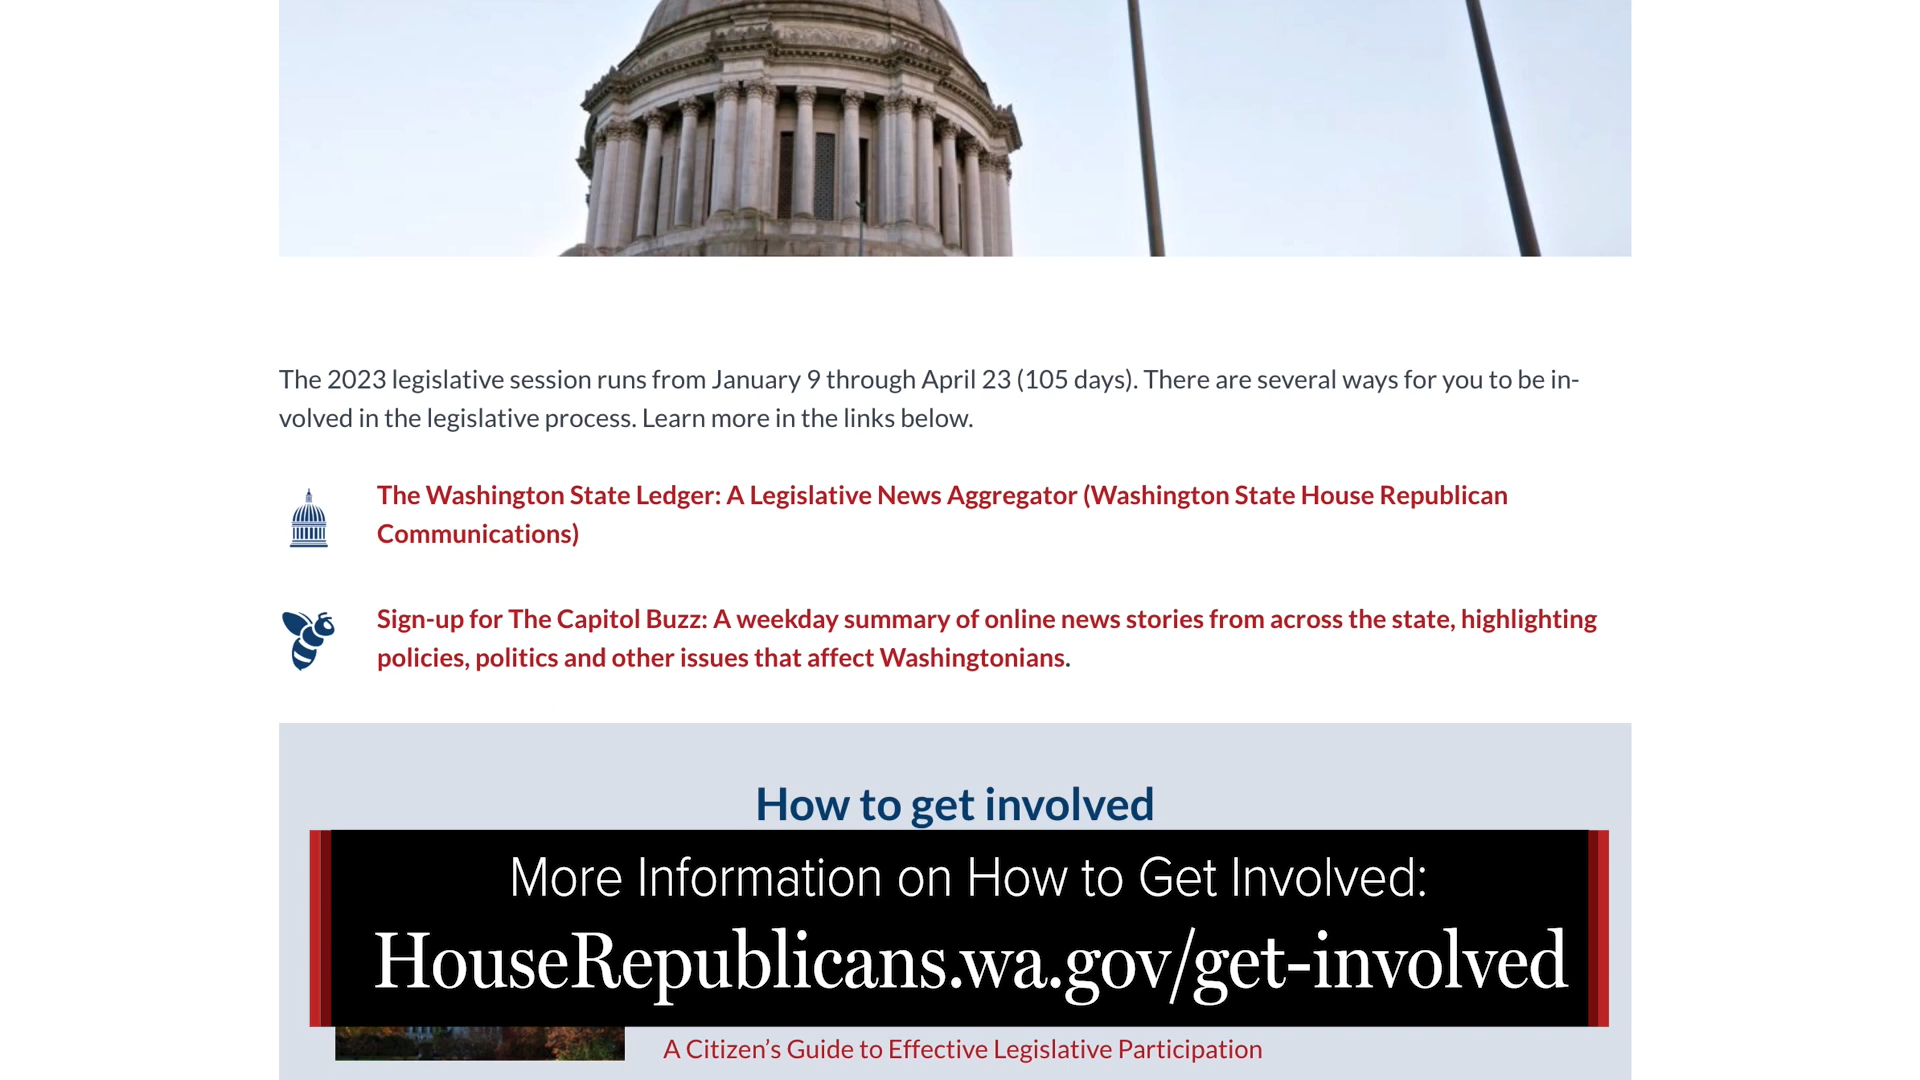 The 2023 legislative session runs from January 9 through April 23 (105 days). There are several ways for you to be in-
volved in the legislative process. Learn more in the links below.
The Washington State Ledger: A Legislative News Aggregator (Washington State House Republican
Communications)
Sign-up for The Capitol Buzz: A weekday summary of online news stories from across the state, highlighting
policies, politics and other issues that affect Washingtonians.
How to get involved
More Information on How to Get Involved:
HouseRepublicans.wa.gov/get-involved
A Citizen’s Guide to Effective Legislative Participation